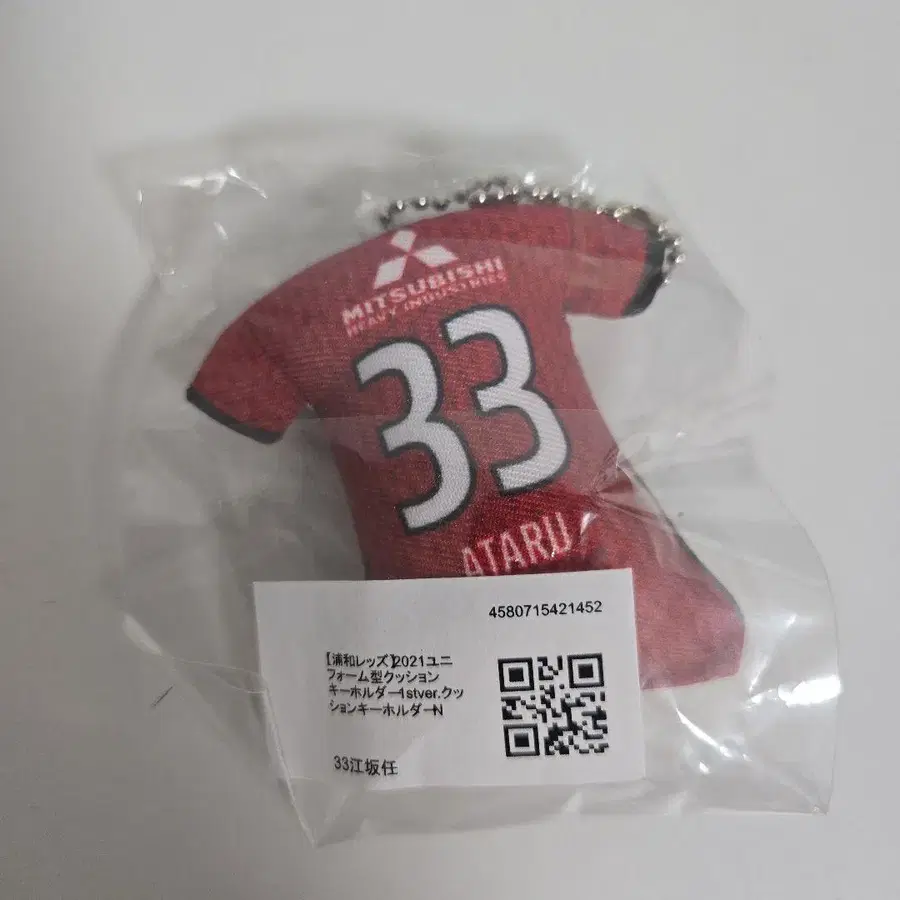 MITSUBISHI
HEAVY INDUSTRIES
33
ATARU
4580715421452
【浦和レッズ】2021ユニ
フォーム型クッション
キーホルダー1stver.クッ
ションキーホルダーN
33江坂任